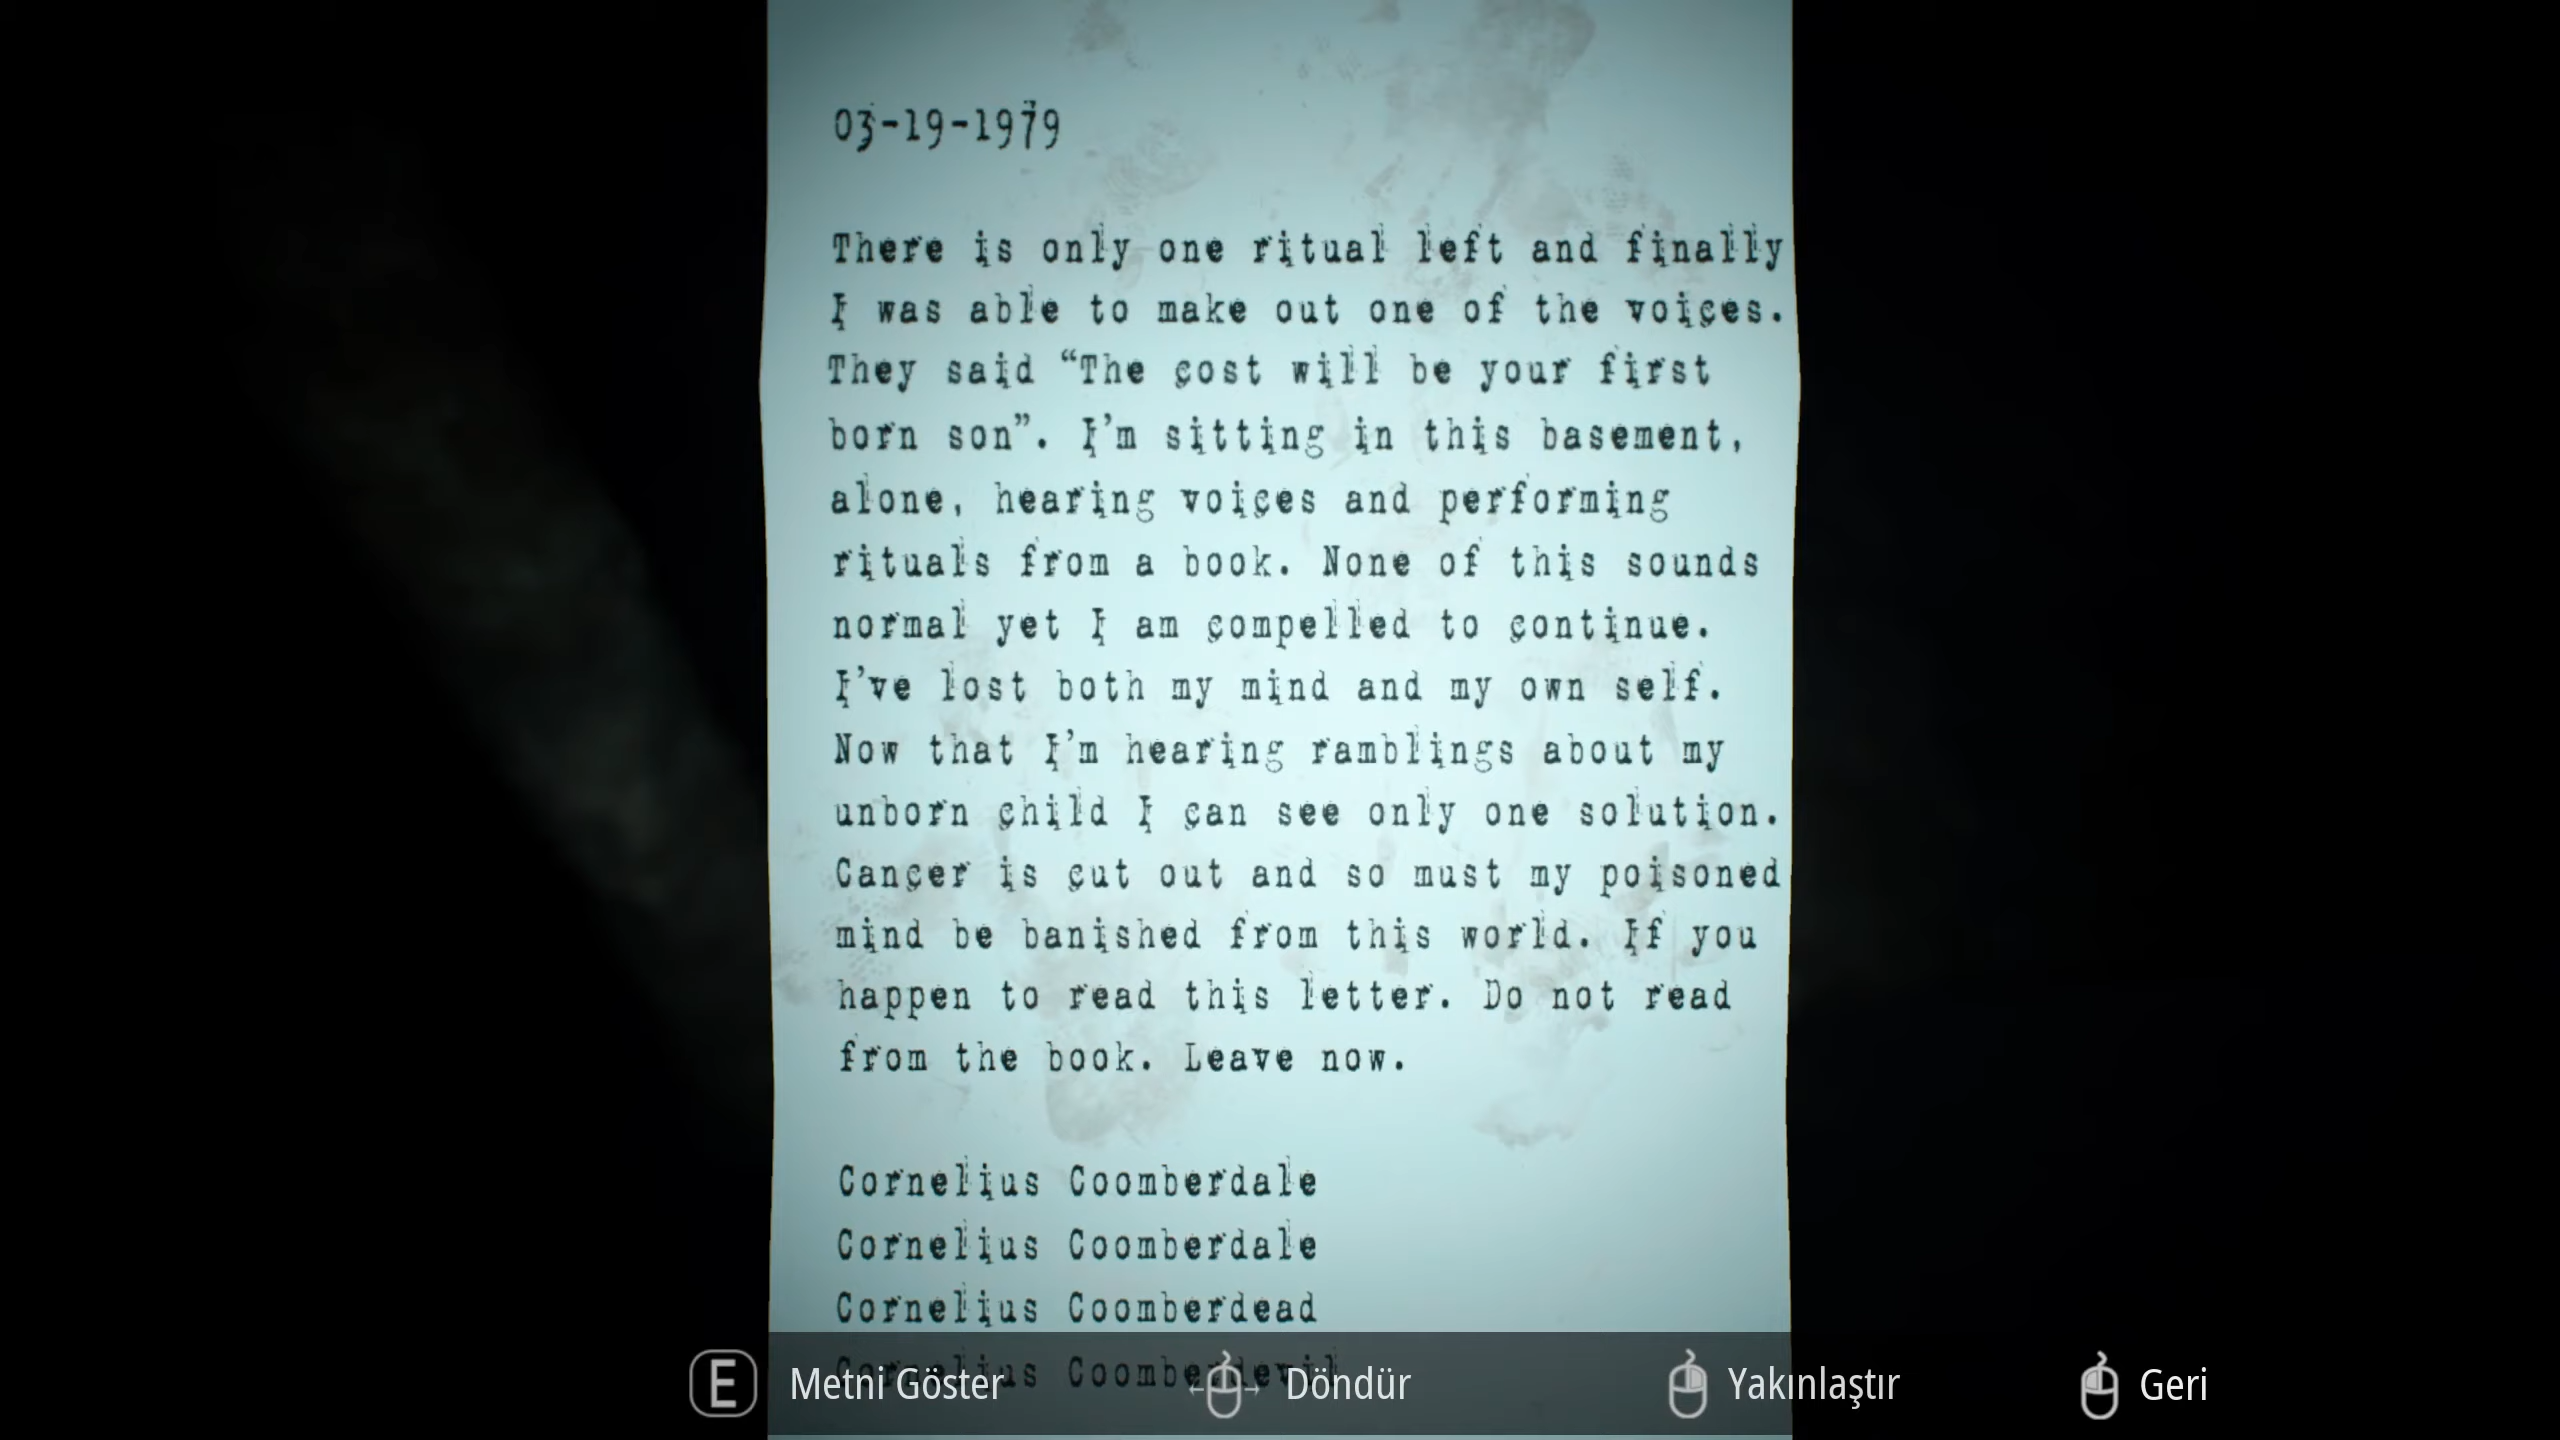 03-19-1979
There is only one ritual left and finally
I was able to make out one of the voices.
They said “The cost will be your first
born son”. I’m sitting in this basement,
alone, hearing voices and performing
rituals from a book. None of this sounds
normal yet I am compelled to continue.
I’ve lost both my mind and my own self.
Now that I’m hearing ramblings about my
unborn child I can see only one solution.
Cancer is cut out and so must my poisoned
mind be banished from this world. If you
happen to read this letter. Do not read
from the book. Leave now.
Cornelius Coomberdale
Cornelius Coomberdale
Cornelius Coomberdead
Cornelius Coomberdevil
E Metni Göster Döndür Yakınlaştır Geri